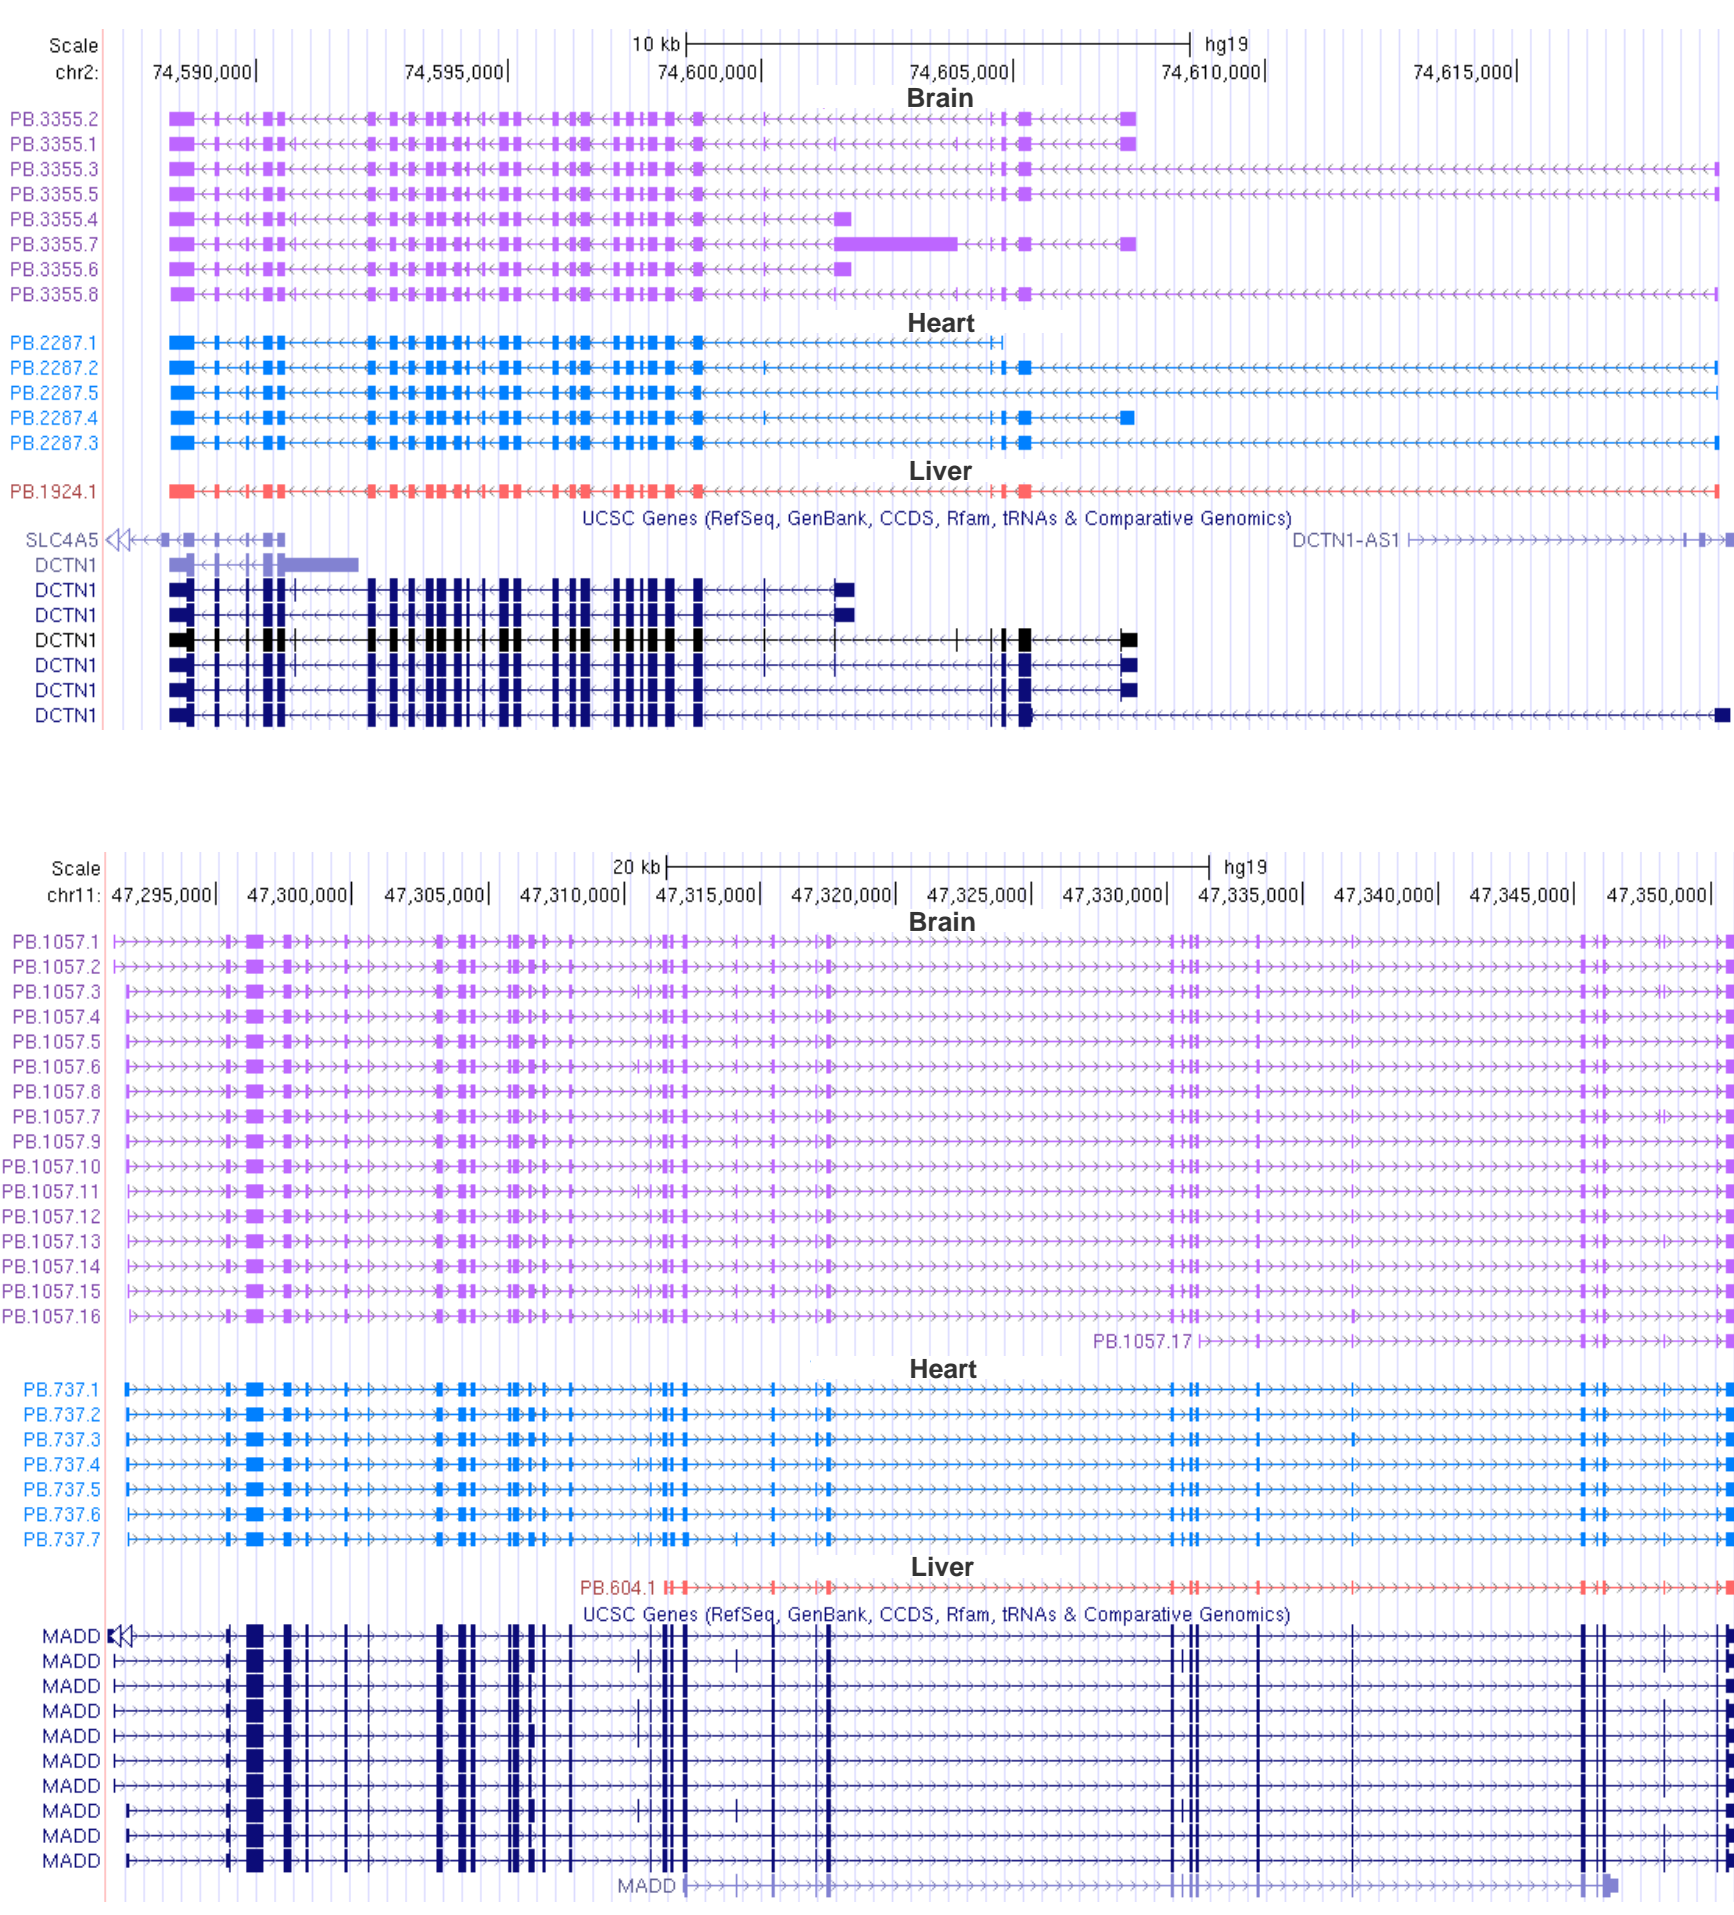 Scale 10 kb hg19
chr2: 74,590,000 74,595,000 74,600,000 74,605,000 74,610,000 74,615,000
Brain
PB.3355.2
PB.3355.1
PB.3355.3
PB.3355.5
PB.3355.4
PB.3355.7
PB.3355.6
PB.3355.8
Heart
PB.2287.1
PB.2287.2
PB.2287.5
PB.2287.4
PB.2287.3
Liver
PB.1924.1
UCSC Genes (RefSeq, GenBank, CCDS, Rfam, tRNAs & Comparative Genomics)
SLC4A5 DCTN1-AS1
DCTN1
DCTN1
DCTN1
DCTN1
DCTN1
DCTN1
DCTN1
Scale 20 kb hg19
chr11: 47,295,000 47,300,000 47,305,000 47,310,000 47,315,000 47,320,000 47,325,000 47,330,000 47,335,000 47,340,000 47,345,000 47,350,000
Brain
PB.1057.1
PB.1057.2
PB.1057.3
PB.1057.4
PB.1057.5
PB.1057.6
PB.1057.8
PB.1057.7
PB.1057.9
PB.1057.10
PB.1057.11
PB.1057.12
PB.1057.13
PB.1057.14
PB.1057.15
PB.1057.16
PB.1057.17
Heart
PB.737.1
PB.737.2
PB.737.3
PB.737.4
PB.737.5
PB.737.6
PB.737.7
Liver
PB.604.1
UCSC Genes (RefSeq, GenBank, CCDS, Rfam, tRNAs & Comparative Genomics)
MADD
MADD
MADD
MADD
MADD
MADD
MADD
MADD
MADD
MADD
MADD